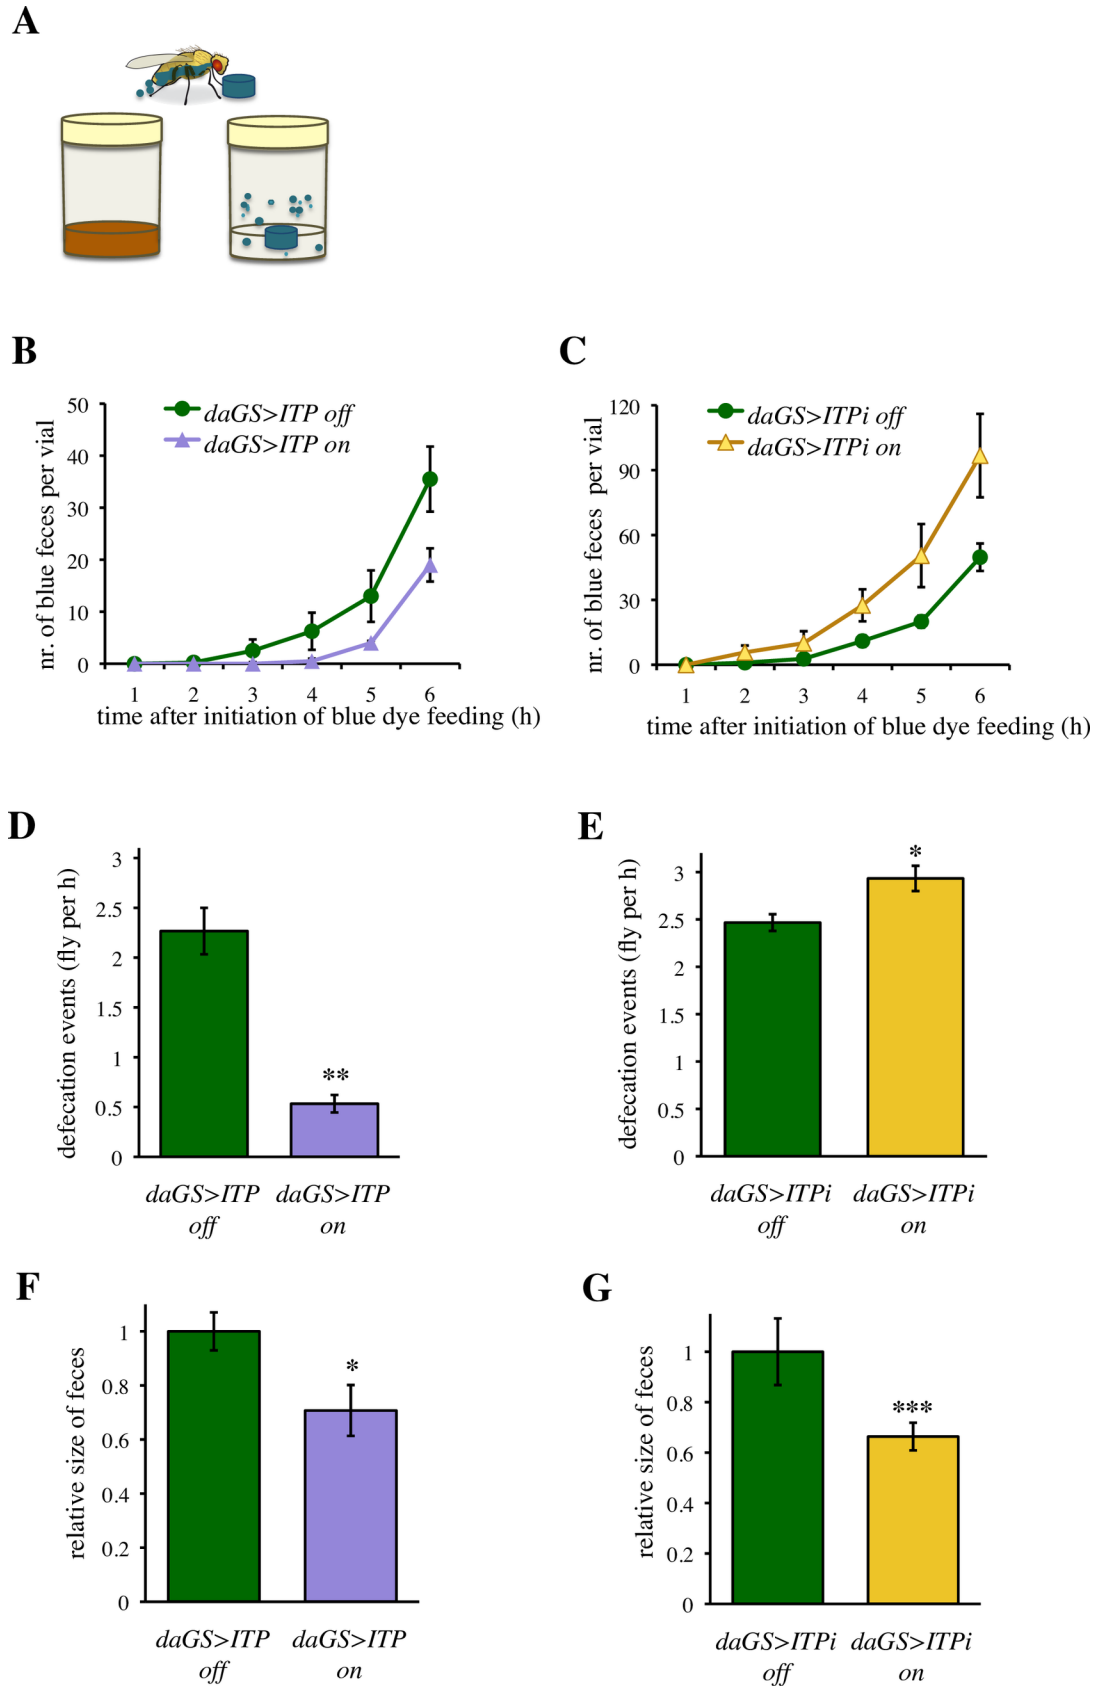 A
B
50
40
30
20
10
0
nr. of blue feces per vial
daGS>ITP off
daGS>ITP on
1 2 3 4 5 6
time after initiation of blue dye feeding (h)
C
120
90
60
30
0
nr. of blue feces per vial
daGS>ITPi off
daGS>ITPi on
1 2 3 4 5 6
time after initiation of blue dye feeding (h)
D
3
2.5
2
1.5
1
0.5
0
defecation events (fly per h)
**
daGS>ITP daGS>ITP
off on
E
3
2.5
2
1.5
1
0.5
0
defecation events (fly per h)
*
daGS>ITPi daGS>ITPi
off on
F
1
0.8
0.6
0.4
0.2
0
relative size of feces
*
daGS>ITP daGS>ITP
off on
G
1
0.8
0.6
0.4
0.2
0
relative size of feces
***
daGS>ITPi daGS>ITPi
off on